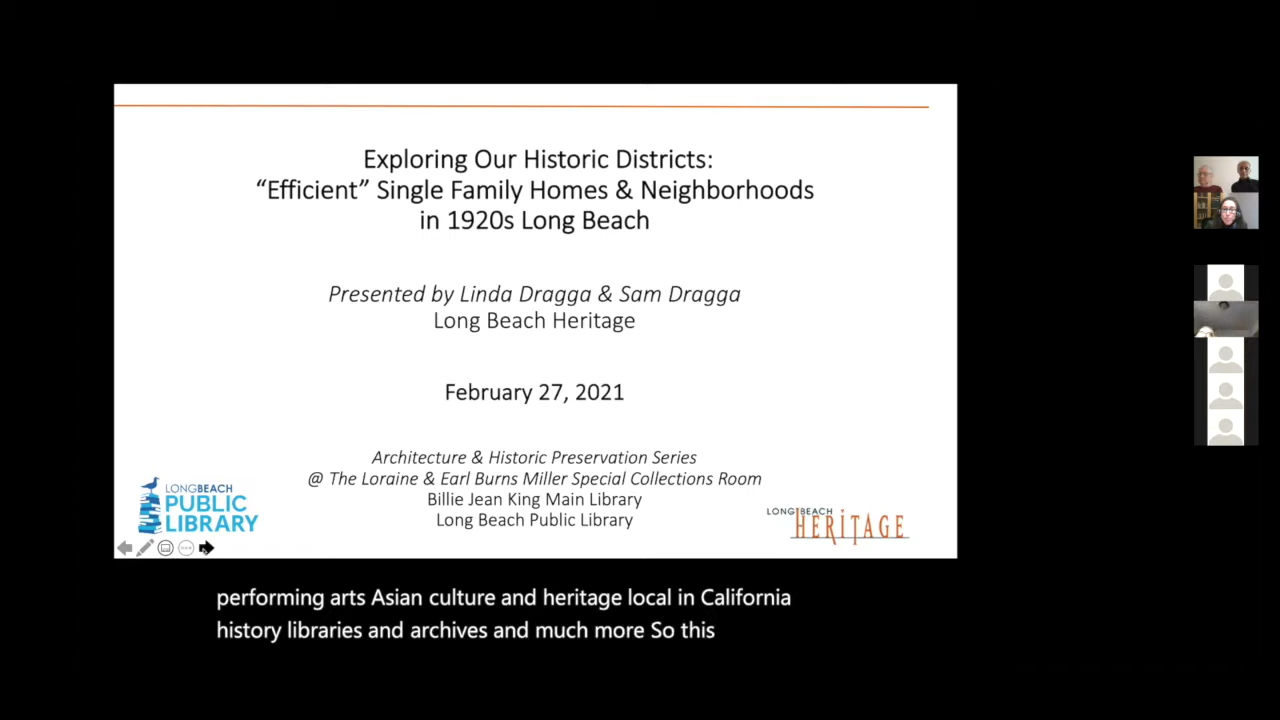 Exploring Our Historic Districts:
“Efficient” Single Family Homes & Neighborhoods
in 1920s Long Beach
Presented by Linda Dragga & Sam Dragga
Long Beach Heritage
February 27, 2021
Architecture & Historic Preservation Series
@ The Loraine & Earl Burns Miller Special Collections Room
Billie Jean King Main Library
Long Beach Public Library
LONGBEACH
PUBLIC
LIBRARY
LONG BEACH
HERITAGE
performing arts Asian culture and heritage local in California
history libraries and archives and much more So this